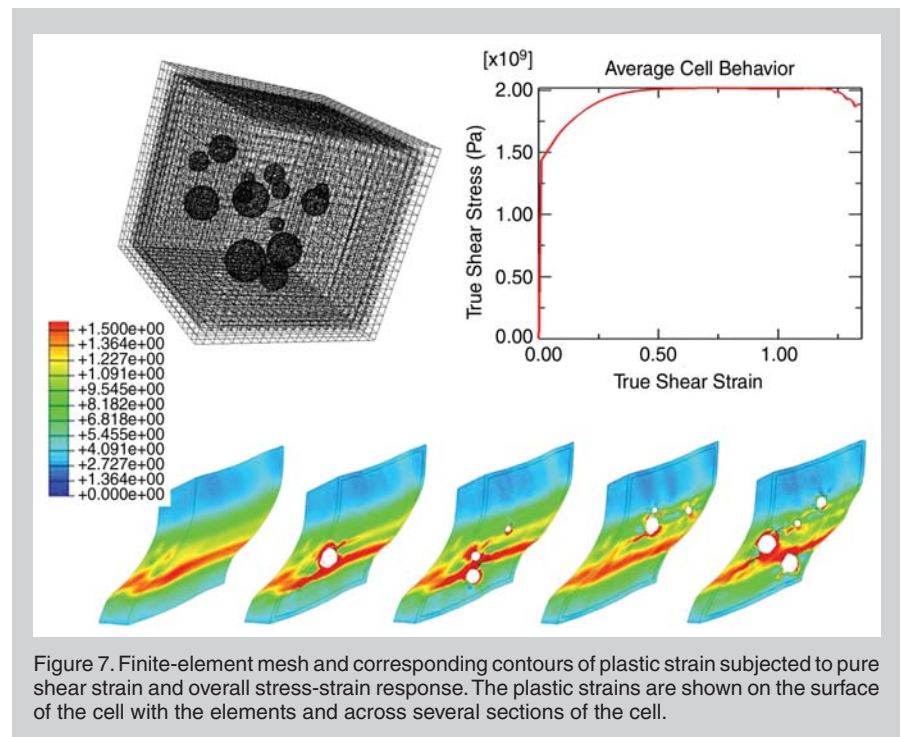 [x10⁹]
Average Cell Behavior
2.00
1.50
1.00
0.50
0.00
True Shear Stress (Pa)
0.00 0.50 1.00
True Shear Strain
+1.500e+00
+1.364e+00
+1.227e+00
+1.091e+00
+9.545e+00
+8.182e+00
+6.818e+00
+5.455e+00
+4.091e+00
+2.727e+00
+1.364e+00
+0.000e+00
Figure 7. Finite-element mesh and corresponding contours of plastic strain subjected to pure
shear strain and overall stress-strain response. The plastic strains are shown on the surface
of the cell with the elements and across several sections of the cell.